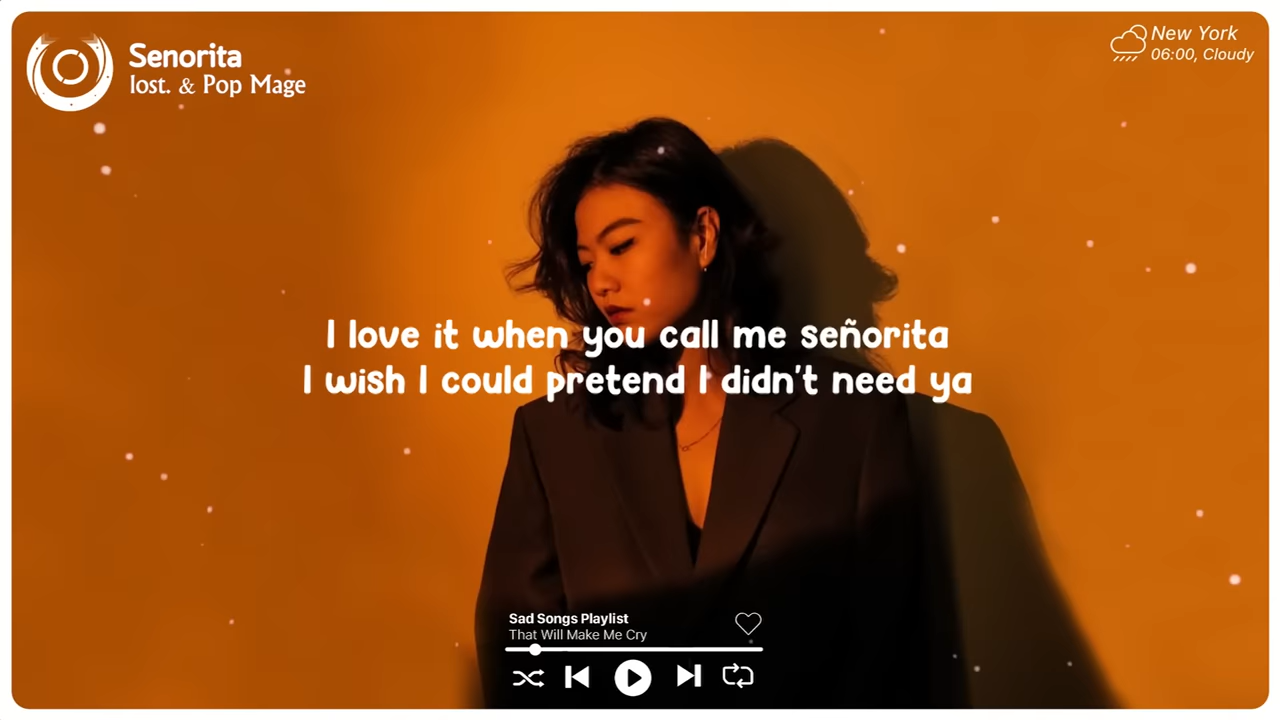 Senorita
lost. & Pop Mage
New York
06:00, Cloudy
I love it when you call me señorita
I wish I could pretend I didn't need ya
Sad Songs Playlist
That Will Make Me Cry